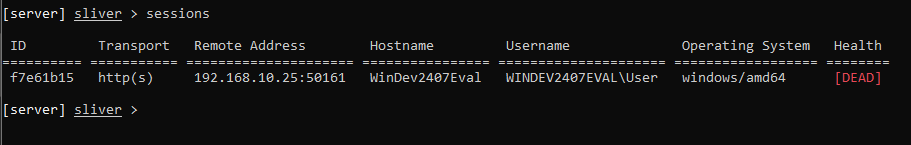 [server] sliver > sessions
ID Transport Remote Address Hostname Username Operating System Health
========== =========== ===================== ============== =================== ================== ========
f7e61b15 http(s) 192.168.10.25:50161 WinDev2407Eval WINDEV2407EVAL\User windows/amd64 [DEAD]
[server] sliver >